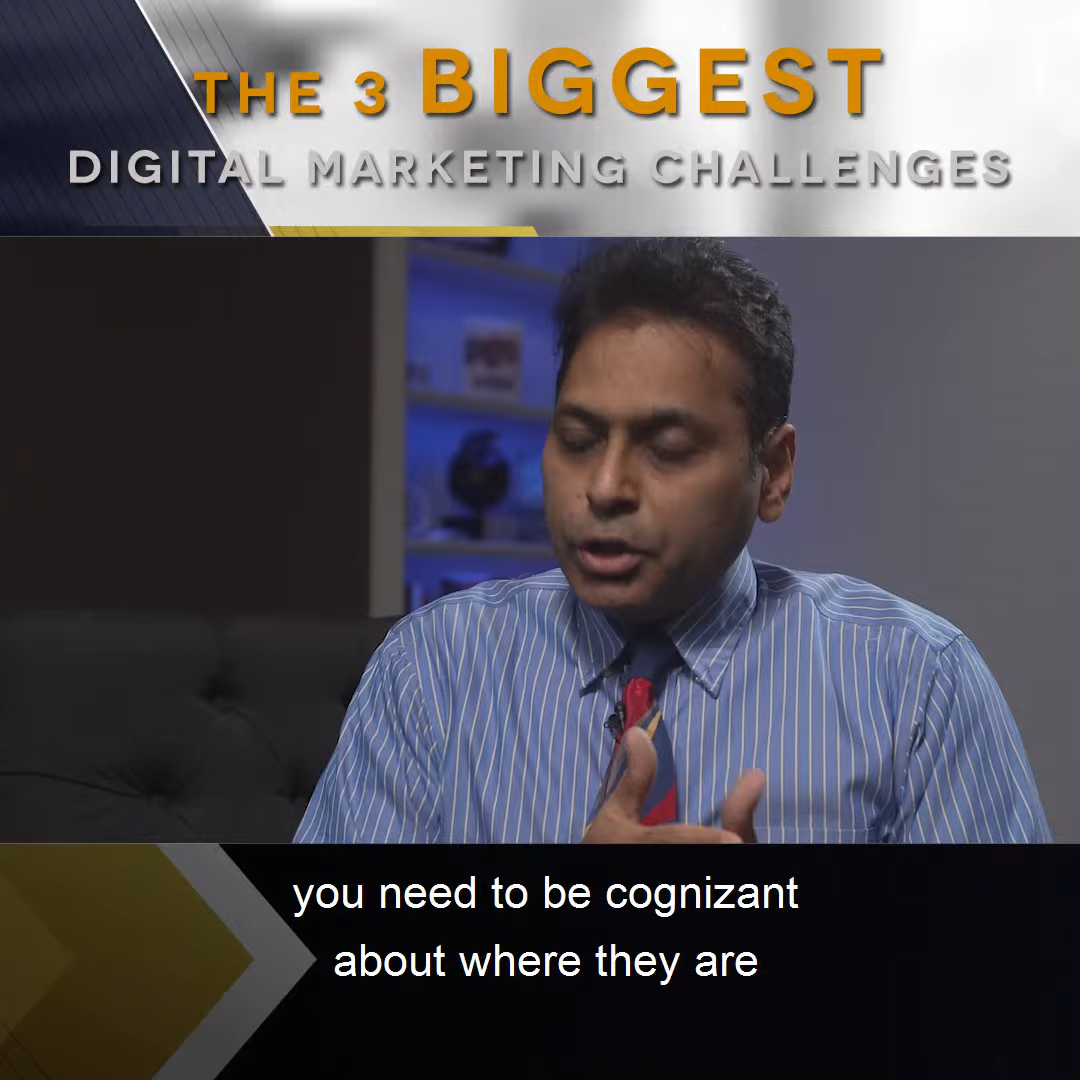 THE 3 BIGGEST
DIGITAL MARKETING CHALLENGES
you need to be cognizant
about where they are